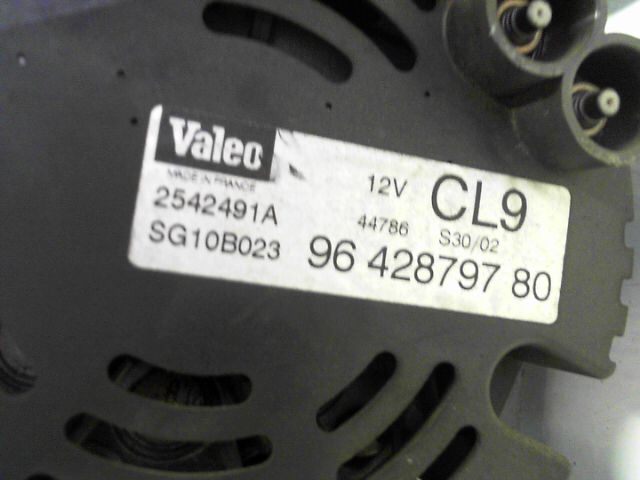 Valeo
MADE IN FRANCE
2542491A
SG10B023
12V
CL9
44786
S30/02
96 428797 80